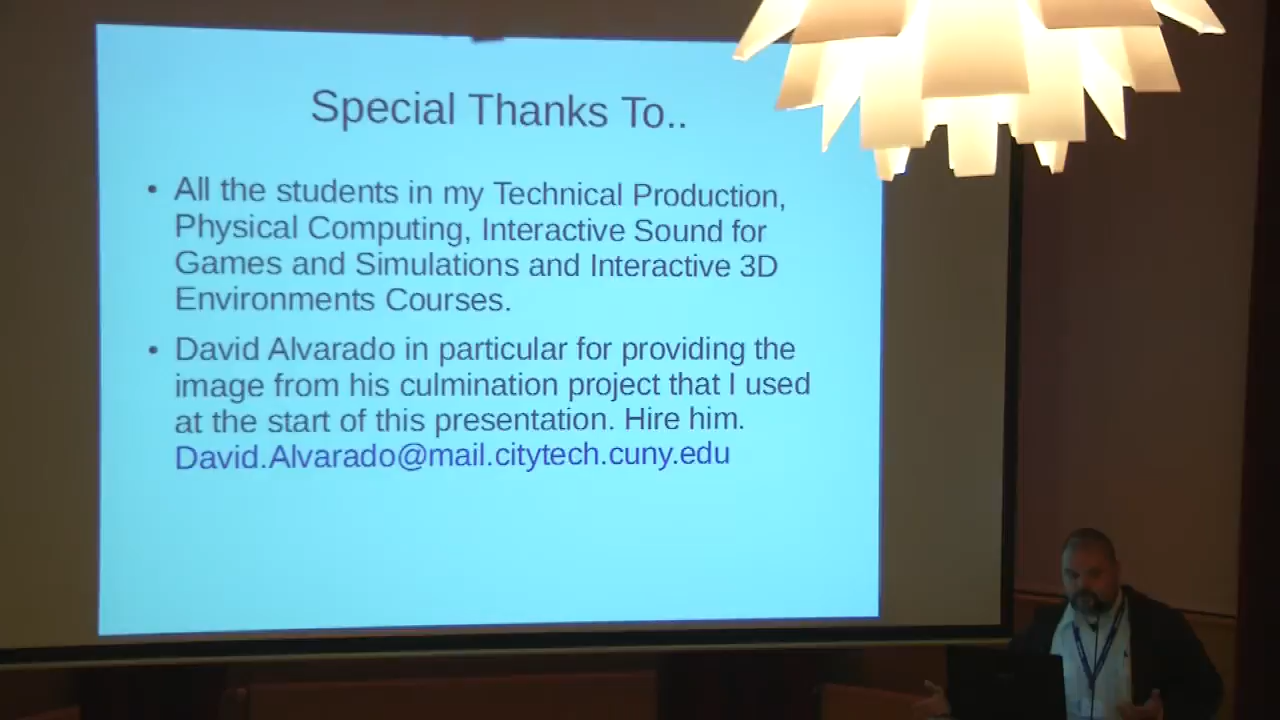 Special Thanks To..
• All the students in my Technical Production,
Physical Computing, Interactive Sound for
Games and Simulations and Interactive 3D
Environments Courses.
• David Alvarado in particular for providing the
image from his culmination project that I used
at the start of this presentation. Hire him.
David.Alvarado@mail.citytech.cuny.edu